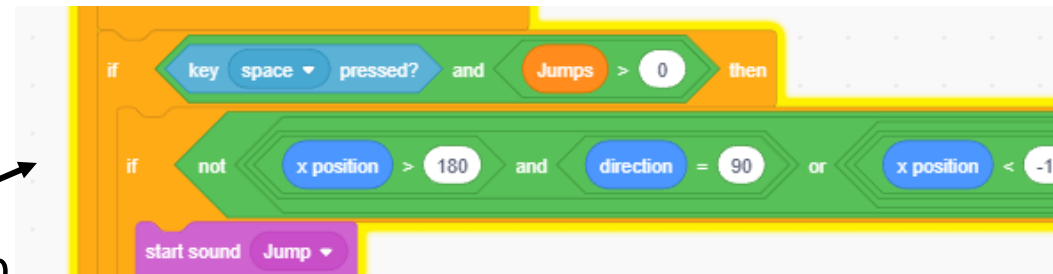 if key space pressed? and Jumps > 0 then
if not x position > 180 and direction = 90 or x position < -1
start sound Jump